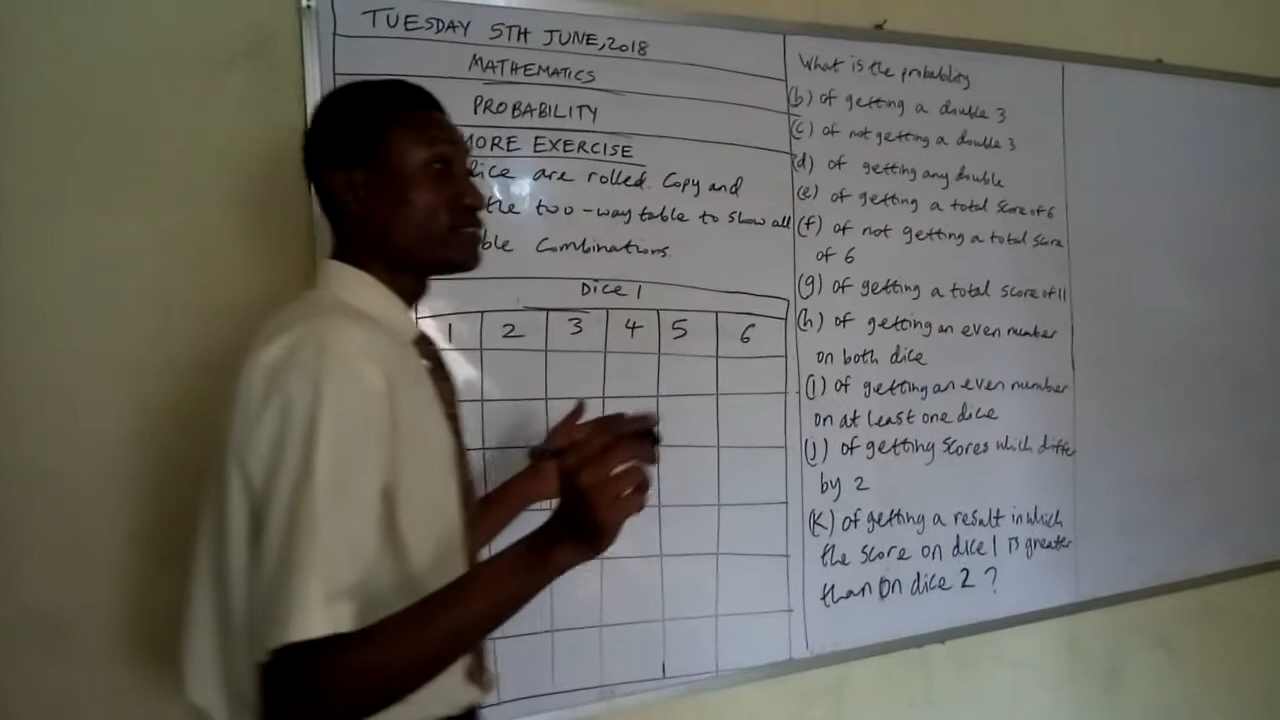 TUESDAY 5TH JUNE, 2018
MATHEMATICS
PROBABILITY
MORE EXERCISE
dice are rolled. Copy and
the two-way table to show all
ble Combinations.
Dice 1
1 2 3 4 5 6
What is the probability
(b) of getting a double 3
(c) of not getting a double 3
(d) of getting any double
(e) of getting a total score of 6
(f) of not getting a total score
of 6
(g) of getting a total score of 11
(h) of getting an even number
on both dice
(i) of getting an even number
on at least one dice
(j) of getting scores which differ
by 2
(k) of getting a result in which
the score on dice 1 is greater
than on dice 2 ?